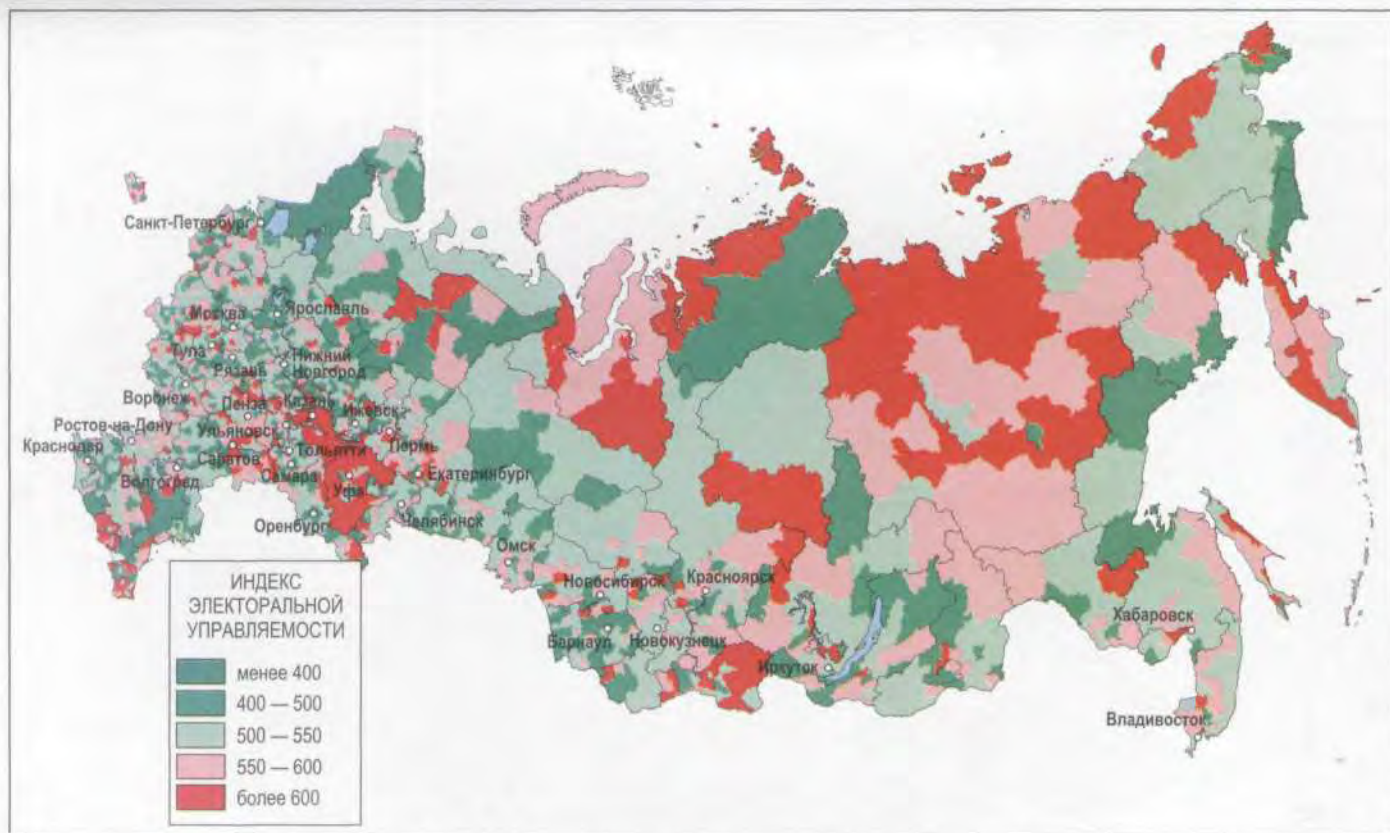 Санкт-Петербург
Москва
Ярославль
Тула
Рязань
Нижний
Новгород
Воронеж
Пенза
Казань
Ижевск
Ростов-на-Дону
Ульяновск
Пермь
Краснодар
Саратов
Тольятти
Волгоград
Самара
Уфа
Екатеринбург
Оренбург
Челябинск
Омск
Новосибирск
Красноярск
Барнаул
Новокузнецк
Иркутск
Хабаровск
Владивосток
ИНДЕКС
ЭЛЕКТОРАЛЬНОЙ
УПРАВЛЯЕМОСТИ
менее 400
400 — 500
500 — 550
550 — 600
более 600